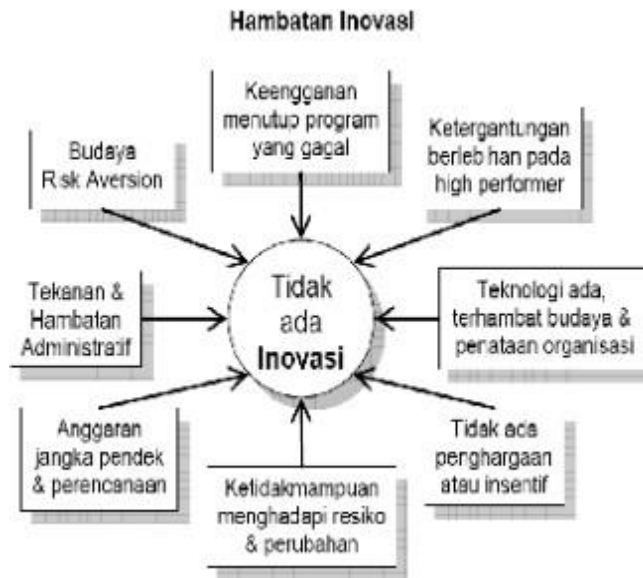 Hambatan Inovasi
Keengganan
menutup program
yang gagal
Budaya
Risk Aversion
Ketergantungan
berlebihan pada
high performer
Tekanan &
Hambatan
Administratif
Tidak
ada
Inovasi
Teknologi ada,
terhambat budaya &
penataan organisasi
Anggaran
jangka pendek
& perencanaan
Ketidakmampuan
menghadapi resiko
& perubahan
Tidak ada
penghargaan
atau insentif